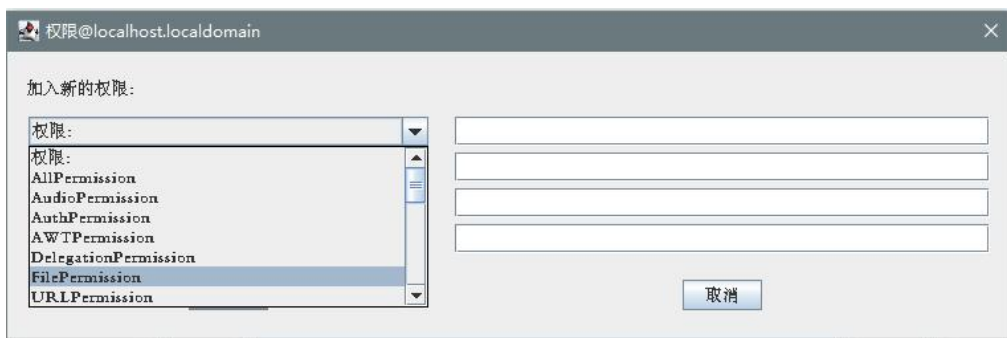 权限@localhost.localdomain
加入新的权限:
权限:
权限:
AllPermission
AudioPermission
AuthPermission
AWTPermission
DelegationPermission
FilePermission
URLPermission
取消